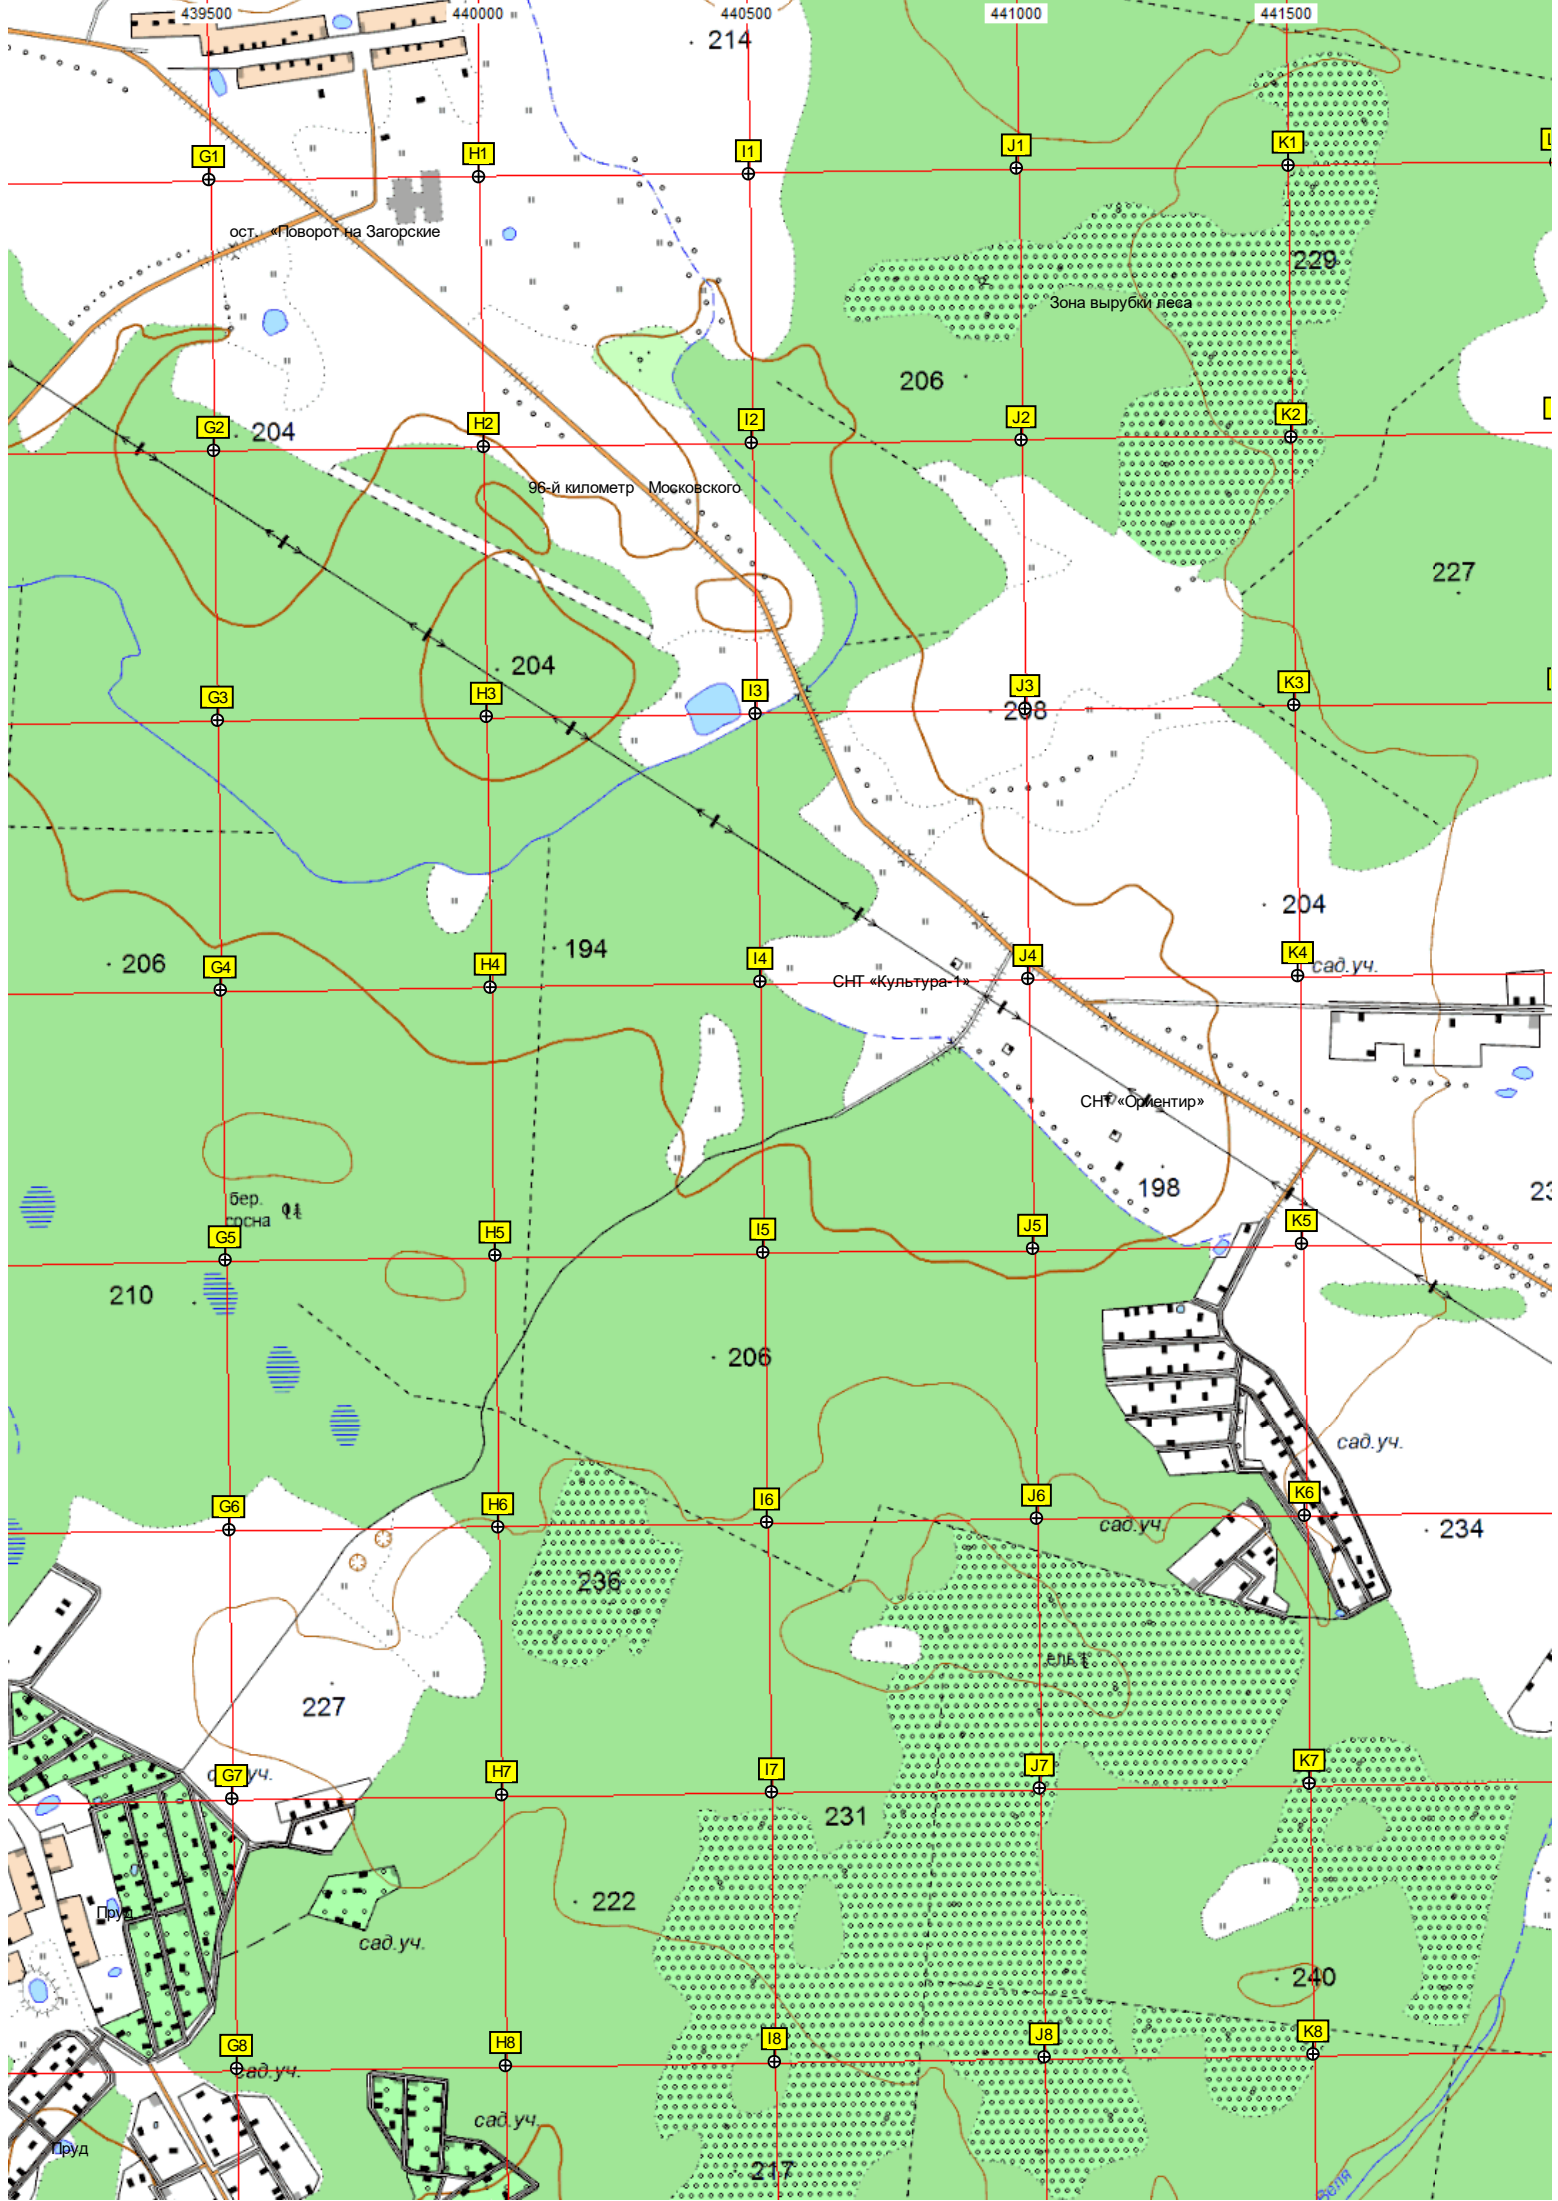 439500 440000 440500 441000 441500
214
G1 H1 I1 J1 K1
ост. «Поворот на Загорские
229
Зона вырубки леса
206
G2 H2 I2 J2 K2
204
96-й километр Московского
227
204
G3 H3 I3 J3 K3
208
204
194
206
G4 H4 I4 J4 K4
сад.уч.
СНТ «Культура-1»
СНТ «Ориентир»
198
бер.
сосна
G5 H5 I5 J5 K5
210
206
сад.уч.
G6 H6 I6 J6 K6
сад.уч.
234
236
ель
227
G7 H7 I7 J7 K7
231
222
Пруд
сад.уч.
240
G8 H8 I8 J8 K8
сад.уч.
сад.уч.
Пруд
217